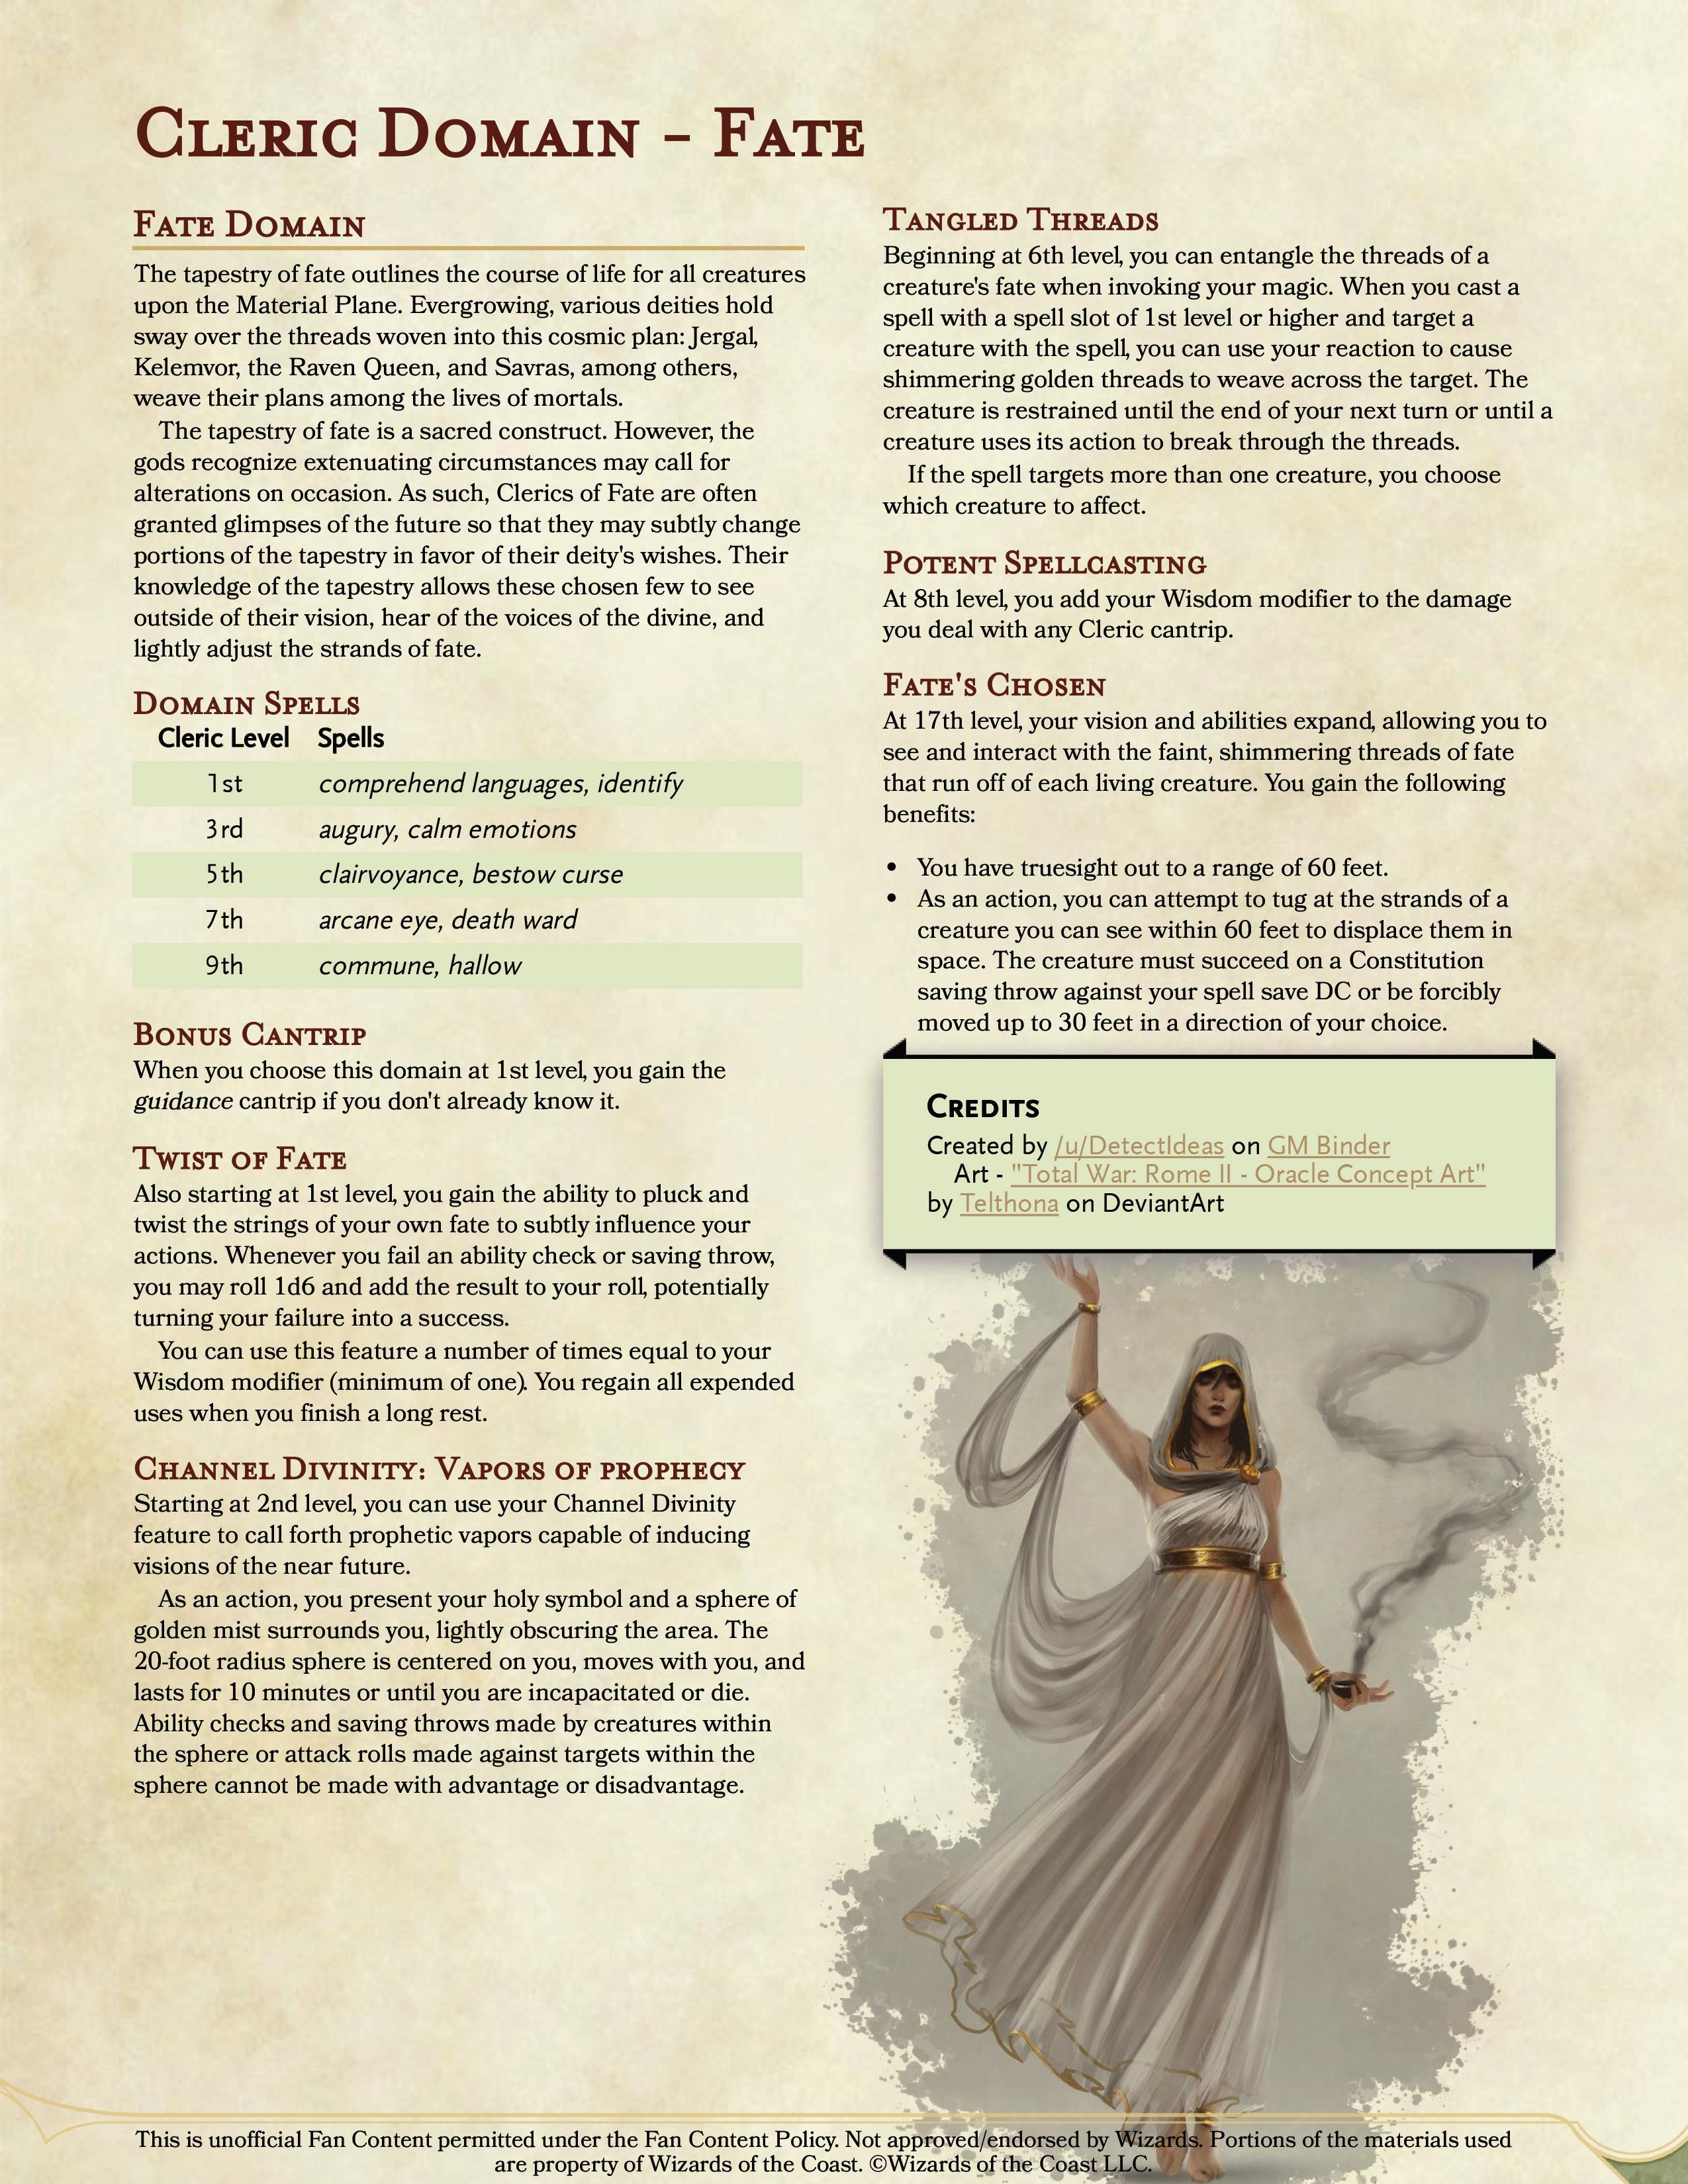 Cleric Domain - Fate
Fate Domain
The tapestry of fate outlines the course of life for all creatures
upon the Material Plane. Evergrowing, various deities hold
sway over the threads woven into this cosmic plan: Jergal,
Kelemvor, the Raven Queen, and Savras, among others,
weave their plans among the lives of mortals.
The tapestry of fate is a sacred construct. However, the
gods recognize extenuating circumstances may call for
alterations on occasion. As such, Clerics of Fate are often
granted glimpses of the future so that they may subtly change
portions of the tapestry in favor of their deity's wishes. Their
knowledge of the tapestry allows these chosen few to see
outside of their vision, hear of the voices of the divine, and
lightly adjust the strands of fate.
Domain Spells
Cleric Level Spells
1st comprehend languages, identify
3rd augury, calm emotions
5th clairvoyance, bestow curse
7th arcane eye, death ward
9th commune, hallow
Bonus Cantrip
When you choose this domain at 1st level, you gain the
guidance cantrip if you don't already know it.
Twist of Fate
Also starting at 1st level, you gain the ability to pluck and
twist the strings of your own fate to subtly influence your
actions. Whenever you fail an ability check or saving throw,
you may roll 1d6 and add the result to your roll, potentially
turning your failure into a success.
You can use this feature a number of times equal to your
Wisdom modifier (minimum of one). You regain all expended
uses when you finish a long rest.
Channel Divinity: Vapors of prophecy
Starting at 2nd level, you can use your Channel Divinity
feature to call forth prophetic vapors capable of inducing
visions of the near future.
As an action, you present your holy symbol and a sphere of
golden mist surrounds you, lightly obscuring the area. The
20-foot radius sphere is centered on you, moves with you, and
lasts for 10 minutes or until you are incapacitated or die.
Ability checks and saving throws made by creatures within
the sphere or attack rolls made against targets within the
sphere cannot be made with advantage or disadvantage.
Tangled Threads
Beginning at 6th level, you can entangle the threads of a
creature's fate when invoking your magic. When you cast a
spell with a spell slot of 1st level or higher and target a
creature with the spell, you can use your reaction to cause
shimmering golden threads to weave across the target. The
creature is restrained until the end of your next turn or until a
creature uses its action to break through the threads.
If the spell targets more than one creature, you choose
which creature to affect.
Potent Spellcasting
At 8th level, you add your Wisdom modifier to the damage
you deal with any Cleric cantrip.
Fate's Chosen
At 17th level, your vision and abilities expand, allowing you to
see and interact with the faint, shimmering threads of fate
that run off of each living creature. You gain the following
benefits:
• You have truesight out to a range of 60 feet.
• As an action, you can attempt to tug at the strands of a
creature you can see within 60 feet to displace them in
space. The creature must succeed on a Constitution
saving throw against your spell save DC or be forcibly
moved up to 30 feet in a direction of your choice.
Credits
Created by /u/DetectIdeas on GM Binder
Art - "Total War: Rome II - Oracle Concept Art"
by Telthona on DeviantArt
This is unofficial Fan Content permitted under the Fan Content Policy. Not approved/endorsed by Wizards. Portions of the materials used
are property of Wizards of the Coast. ©Wizards of the Coast LLC.